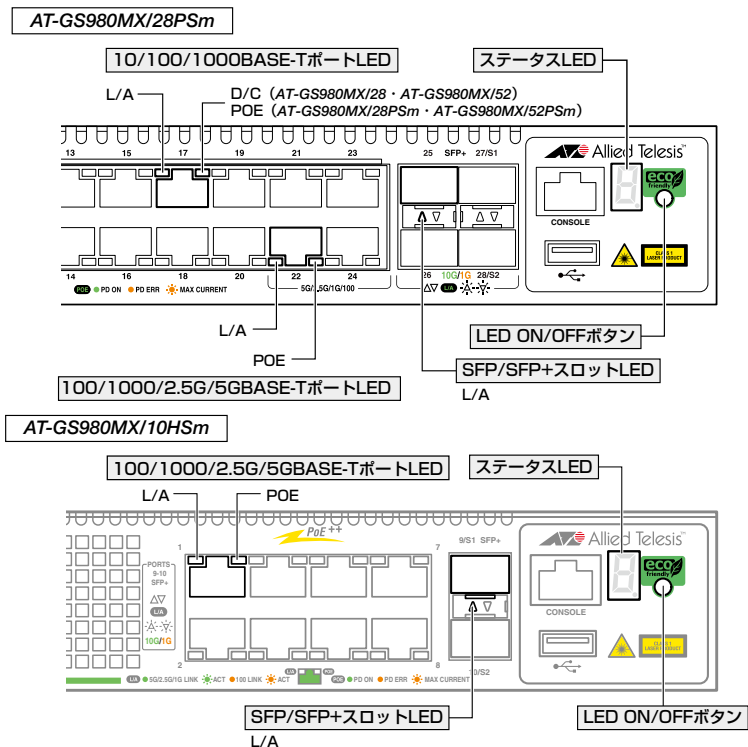 AT-GS980MX/28PSm
10/100/1000BASE-TポートLED
ステータスLED
L/A
D/C（AT-GS980MX/28・AT-GS980MX/52）
POE（AT-GS980MX/28PSm・AT-GS980MX/52PSm）
13 15 17 19 21 23 25 SFP+ 27/S1
Allied Telesis
eco
friendly
CONSOLE
CLASS 1
LASER PRODUCT
14 16 18 20 22 24 26 10G/1G 28/S2
POE PD ON PD ERR MAX CURRENT
5G/2.5G/1G/100
L/A
L/A
POE
LED ON/OFFボタン
SFP/SFP+スロットLED
L/A
100/1000/2.5G/5GBASE-TポートLED
AT-GS980MX/10HSm
100/1000/2.5G/5GBASE-TポートLED
ステータスLED
L/A
POE
PoE++
1 7 9/S1 SFP+
Allied Telesis
eco
friendly
PORTS
9-10
SFP+
L/A
10G/1G
CONSOLE
CLASS 1
LASER PRODUCT
2 8 10/S2
L/A 5G/2.5G/1G LINK ACT 100 LINK ACT L/A POE POE PD ON PD ERR MAX CURRENT
SFP/SFP+スロットLED
L/A
LED ON/OFFボタン